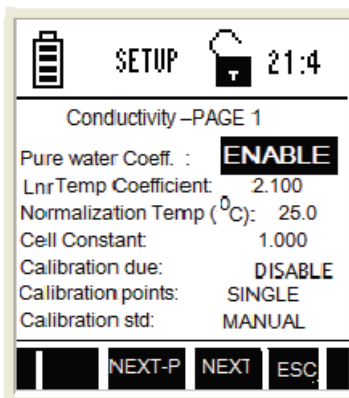 SETUP 21:4
Conductivity –PAGE 1
Pure water Coeff. : ENABLE
LnrTemp Coefficient: 2.100
Normalization Temp (⁰C): 25.0
Cell Constant: 1.000
Calibration due: DISABLE
Calibration points: SINGLE
Calibration std: MANUAL
NEXT-P NEXT ESC